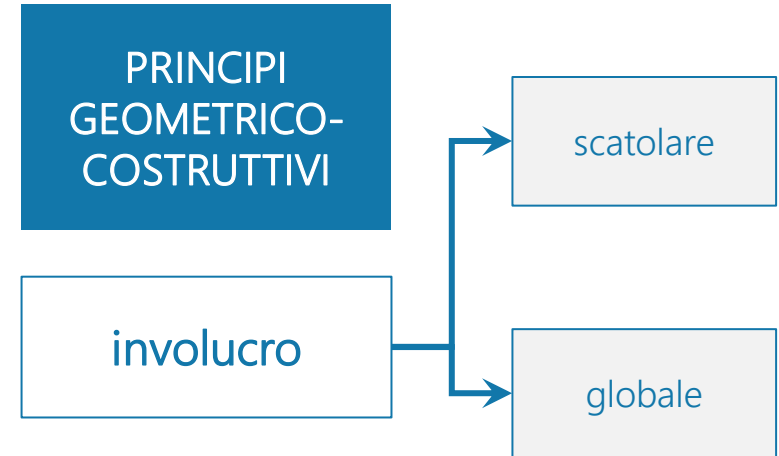 PRINCIPI
GEOMETRICO-
COSTRUTTIVI
scatolare
involucro
globale